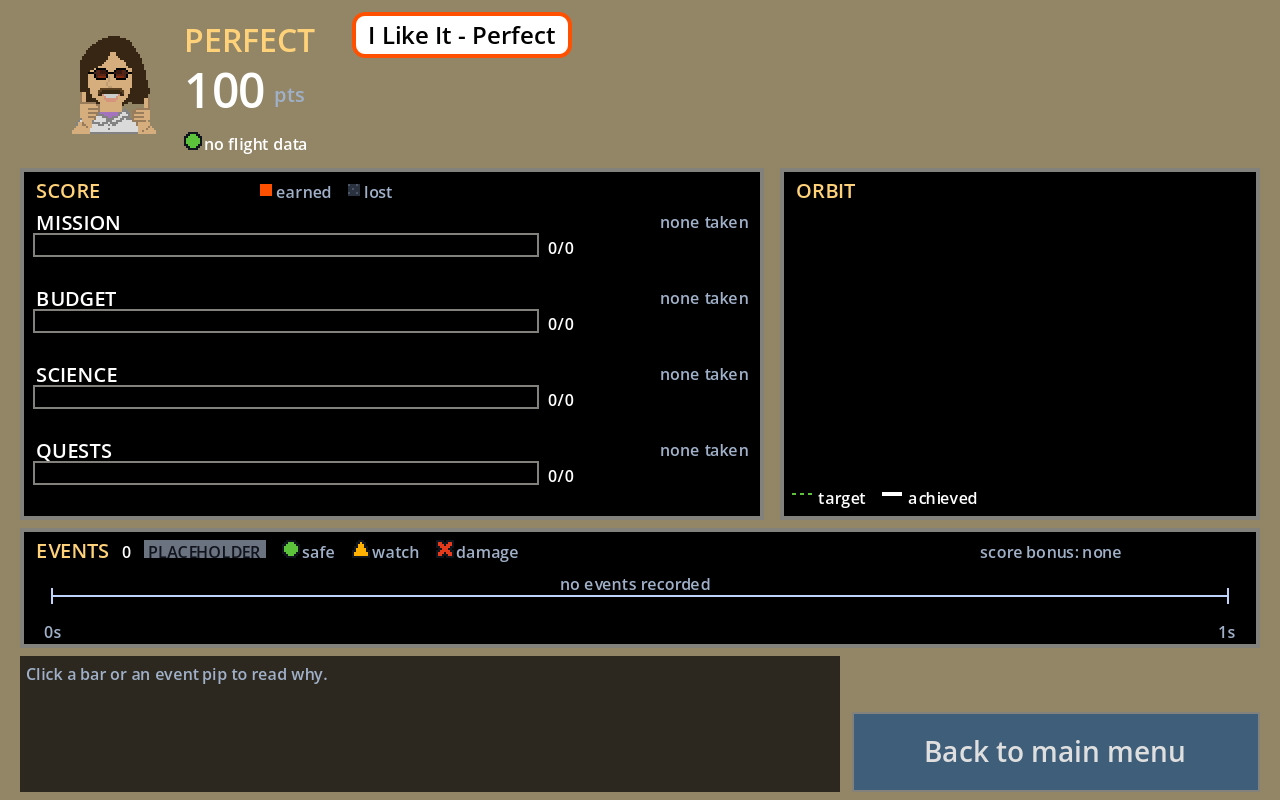 PERFECT
I Like It - Perfect
100 pts
no flight data
SCORE
earned
lost
MISSION
none taken
0/0
BUDGET
none taken
0/0
SCIENCE
none taken
0/0
QUESTS
none taken
0/0
ORBIT
target
achieved
EVENTS 0 PLACEHOLDER safe watch damage
score bonus: none
no events recorded
0s
1s
Click a bar or an event pip to read why.
Back to main menu